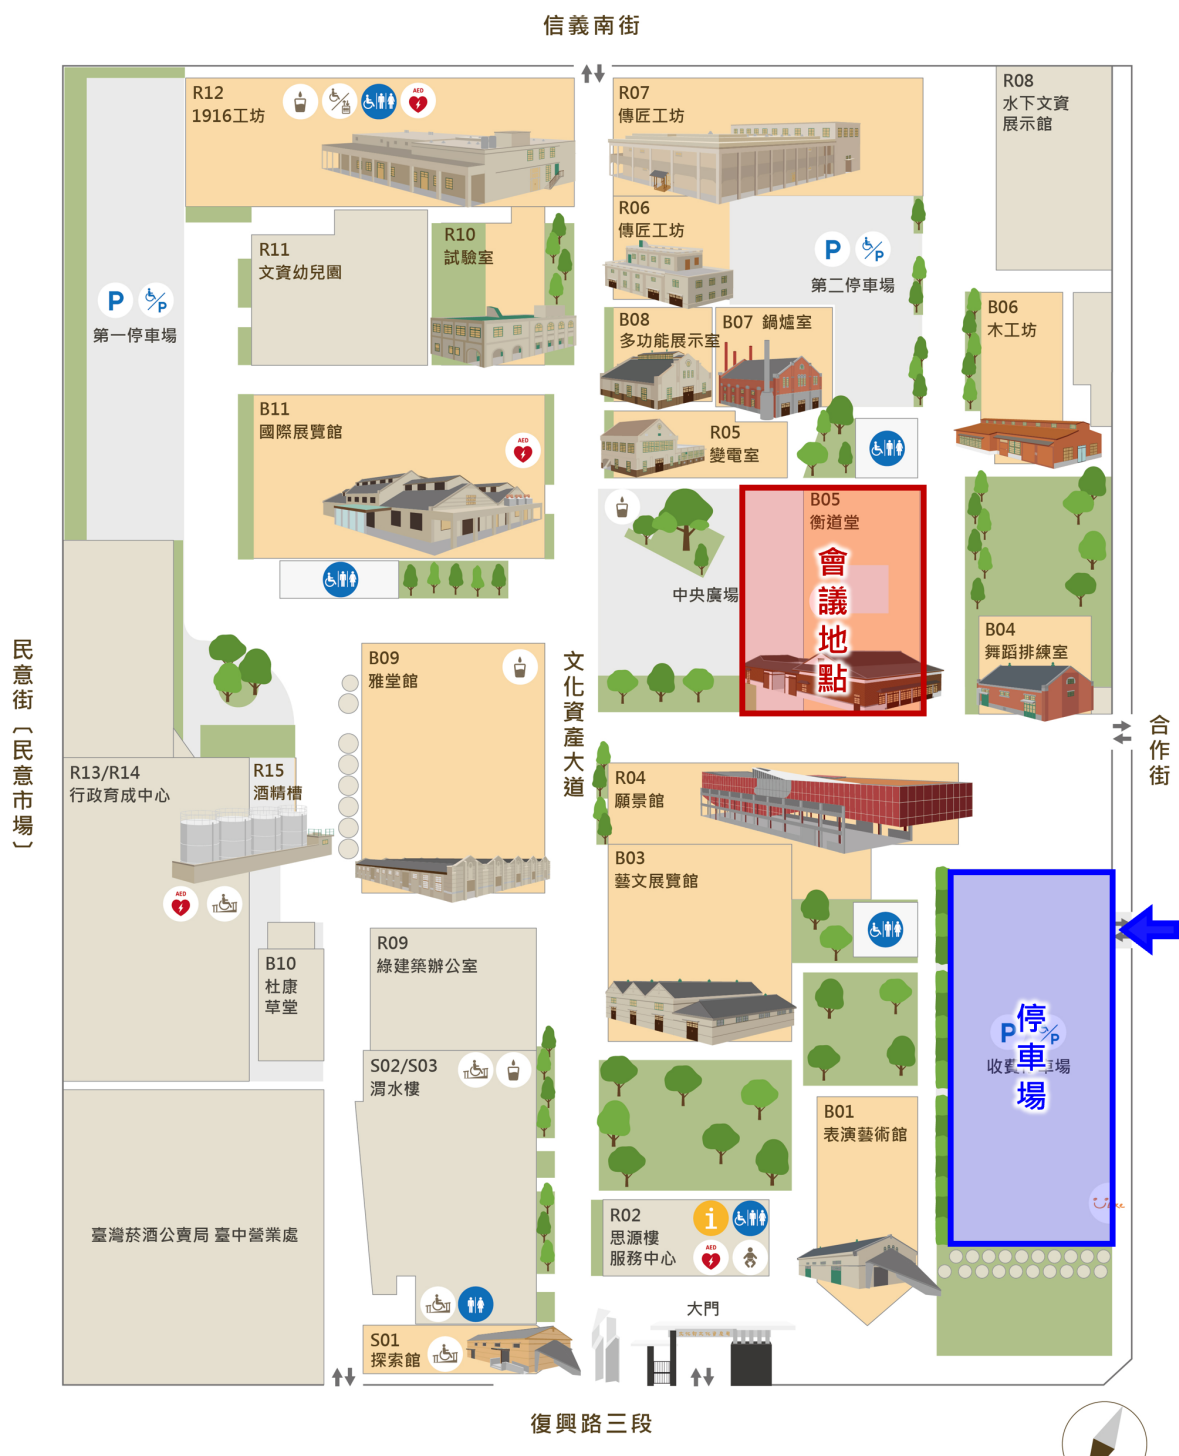 信義南街
R12
1916工坊
AED
R07
傳匠工坊
R08
水下文資
展示館
R06
傳匠工坊
R11
文資幼兒園
R10
試驗室
P
P
第二停車場
P
P
第一停車場
B08
多功能展示室
B07 鍋爐室
B06
木工坊
B11
國際展覽館
AED
R05
變電室
B05
衡道堂
會議地點
中央廣場
B04
舞蹈排練室
B09
雅堂館
文化資產大道
民意街（民意市場）
合作街
R13/R14
行政育成中心
R15
酒精槽
AED
R04
願景館
B03
藝文展覽館
R09
綠建築辦公室
B10
杜康
草堂
P
P
停車場
S02/S03
渭水樓
B01
表演藝術館
臺灣菸酒公賣局 臺中營業處
R02
思源樓
服務中心
i
AED
大門
S01
探索館
復興路三段